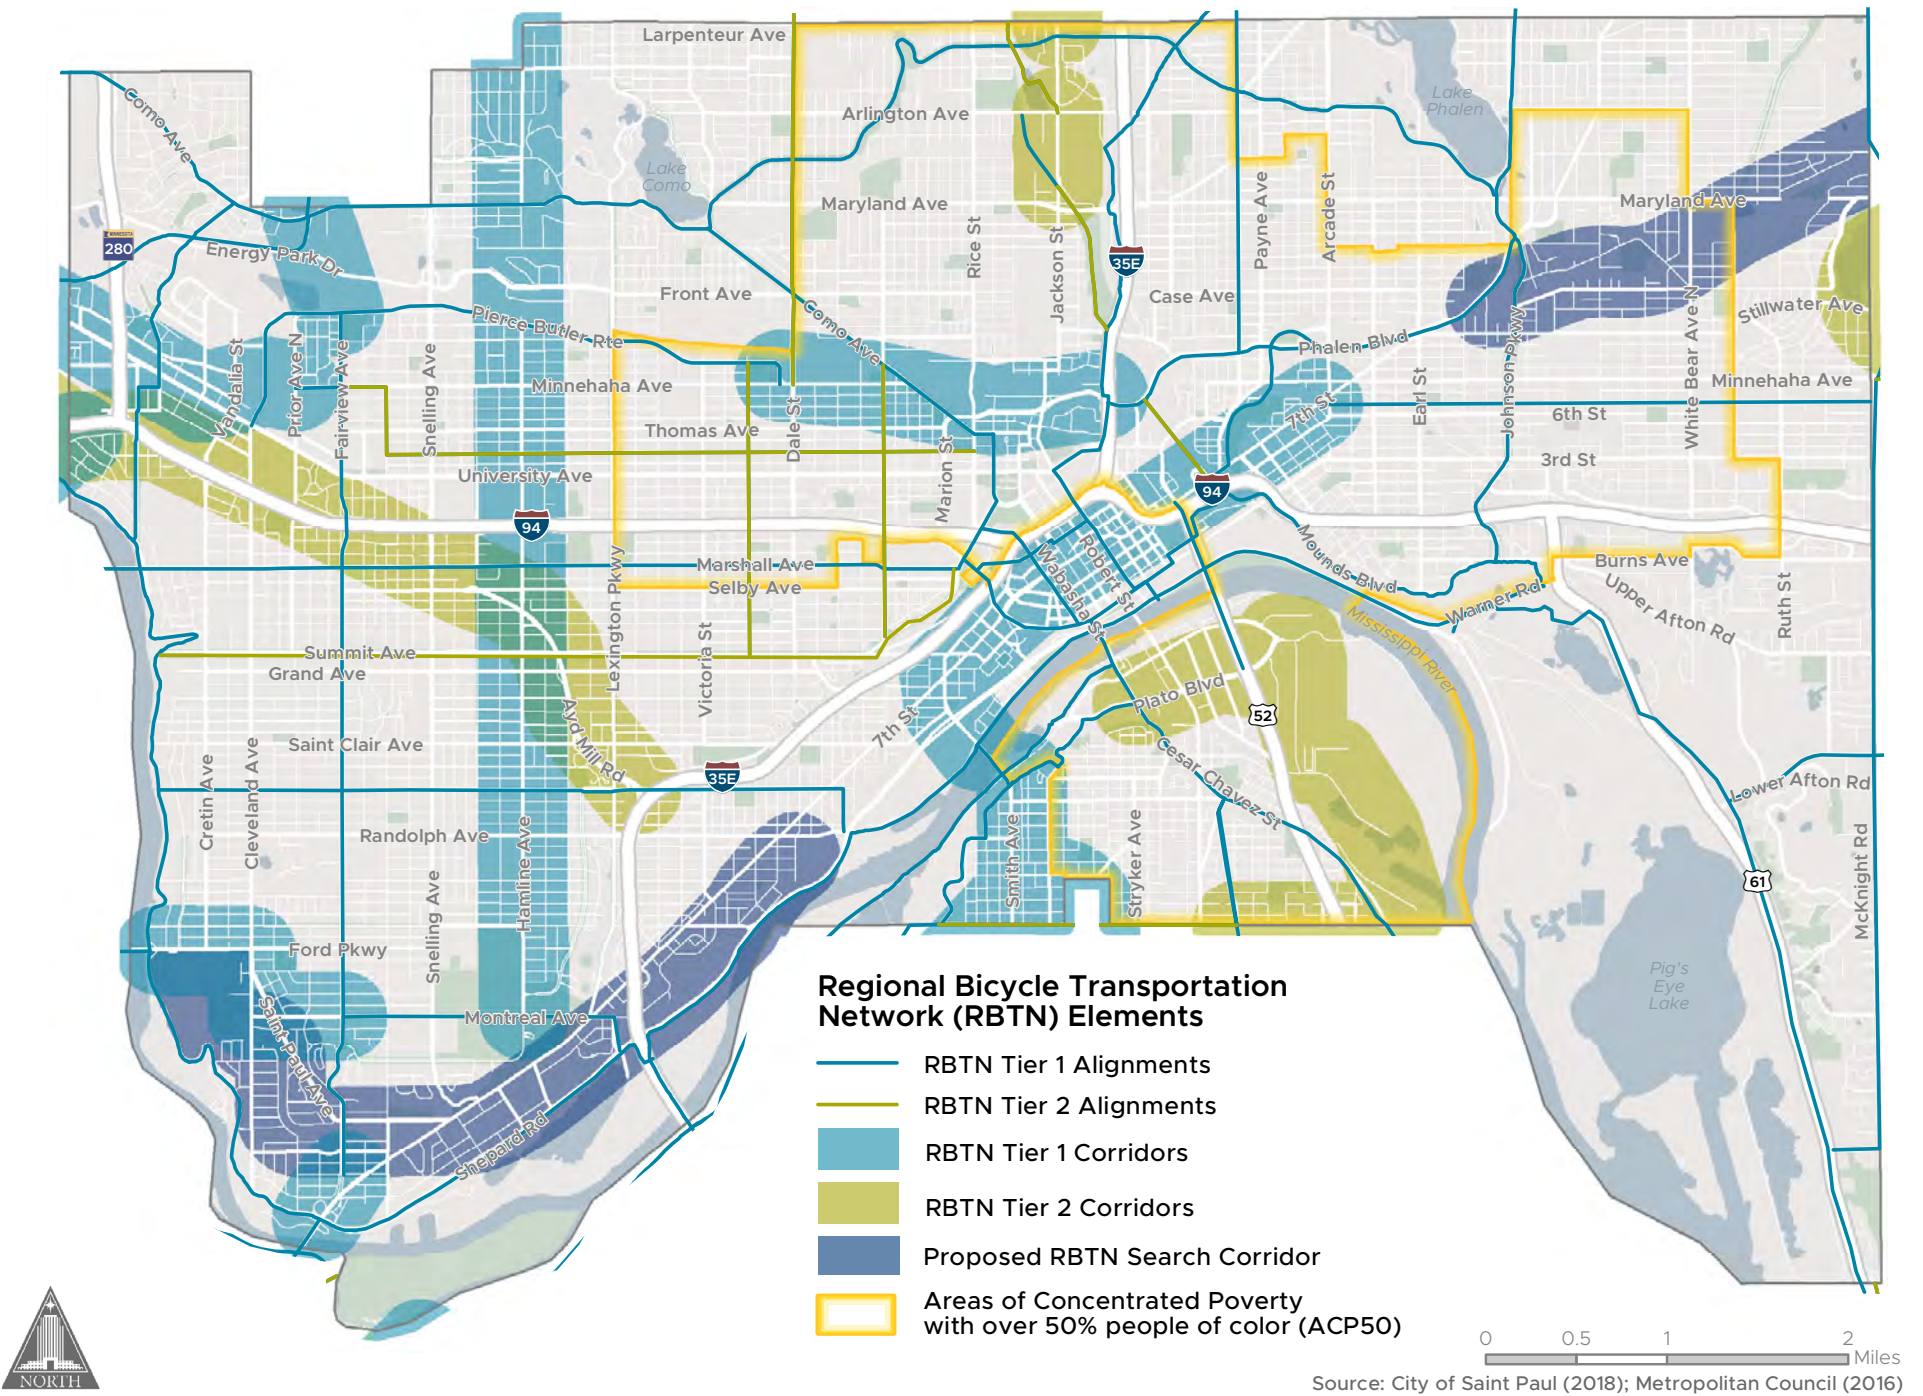 Larpenteur Ave
Como Ave
Arlington Ave
Lake
Phalen
Lake
Como
Maryland Ave
Maryland Ave
Rice St
Jackson St
Payne Ave
Arcade St
MINNESOTA
280
Energy Park Dr
35E
Front Ave
Case Ave
Como Ave
Stillwater Ave
Pierce Butler Rte
Phalen Blvd
Johnson Pkwy
White Bear Ave N
Vandalia St
Prior Ave N
Fairview Ave
Snelling Ave
Minnehaha Ave
Minnehaha Ave
Dale St
7th St
Earl St
6th St
Thomas Ave
Marion St
3rd St
University Ave
94
94
Marshall Ave
Selby Ave
Lexington Pkwy
Wabasha St
Robert St
Mounds Blvd
Burns Ave
Warner Rd
Upper Afton Rd
Ruth St
Mississippi River
Summit Ave
Grand Ave
Victoria St
Plato Blvd
52
7th St
Ayd Mill Rd
Cretin Ave
Cleveland Ave
Saint Clair Ave
35E
Cesar Chavez St
Lower Afton Rd
Randolph Ave
Hamline Ave
Snelling Ave
Smith Ave
Stryker Ave
61
McKnight Rd
Ford Pkwy
Pig's
Eye
Lake
Saint Paul Ave
Montreal Ave
Shepard Rd
Regional Bicycle Transportation
Network (RBTN) Elements
RBTN Tier 1 Alignments
RBTN Tier 2 Alignments
RBTN Tier 1 Corridors
RBTN Tier 2 Corridors
Proposed RBTN Search Corridor
Areas of Concentrated Poverty
with over 50% people of color (ACP50)
NORTH
0 0.5 1 2
Miles
Source: City of Saint Paul (2018); Metropolitan Council (2016)